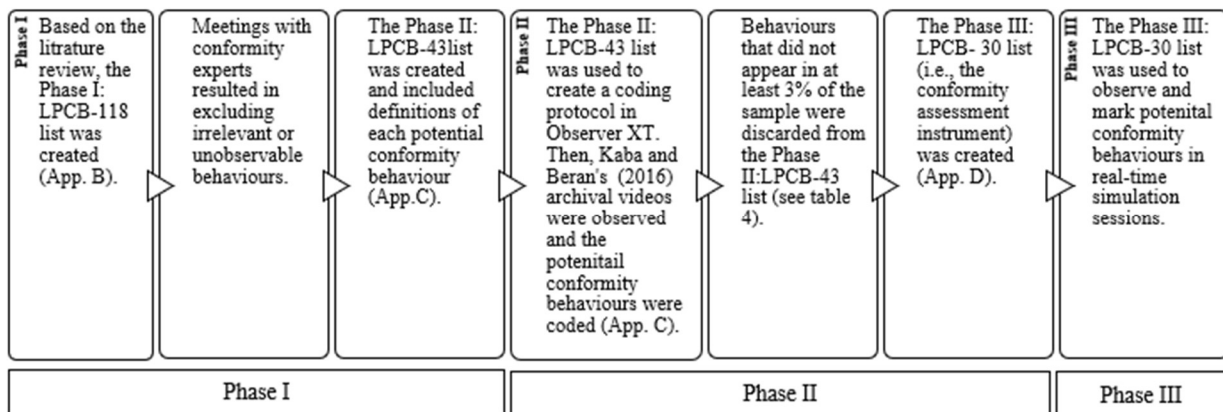 Phase I
Based on the
litrature
review, the
Phase I:
LPCB-118
list was
created
(App. B).
Meetings with
conformity
experts
resulted in
excluding
irrelevant or
unobservable
behaviours.
The Phase II:
LPCB-43list
was created
and included
definitions of
each potential
conformity
behaviour
(App.C).
Phase II
The Phase II:
LPCB-43 list
was used to
create a coding
protocol in
Observer XT.
Then, Kaba and
Beran's (2016)
archival videos
were observed
and the
potenitail
conformity
behaviours were
coded (App. C).
Behaviours
that did not
appear in at
least 3% of the
sample were
discarded from
the Phase
II:LPCB-43
list (see table
4).
The Phase III:
LPCB- 30 list
(i.e., the
conformity
assessment
instrument)
was created
(App. D).
Phase III
The Phase III:
LPCB-30 list
was used to
observe and
mark potenital
conformity
behaviours in
real-time
simulation
sessions.
Phase I
Phase II
Phase III